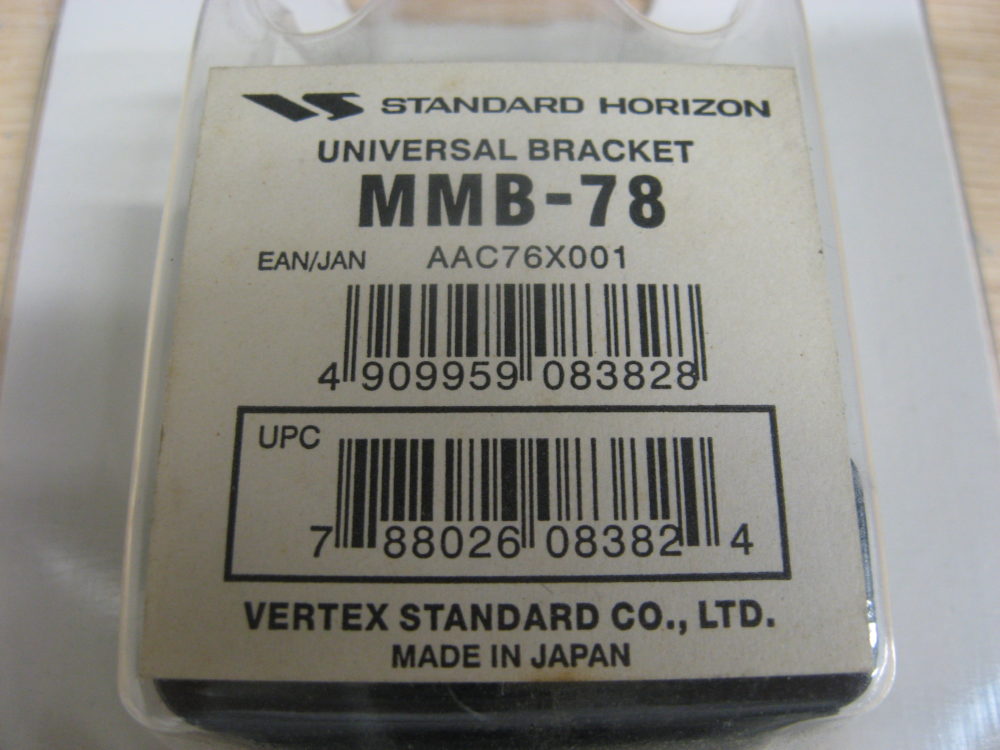 VS STANDARD HORIZON
UNIVERSAL BRACKET
MMB-78
EAN/JAN AAC76X001
4 909959 083828
UPC
7 88026 08382 4
VERTEX STANDARD CO., LTD.
MADE IN JAPAN